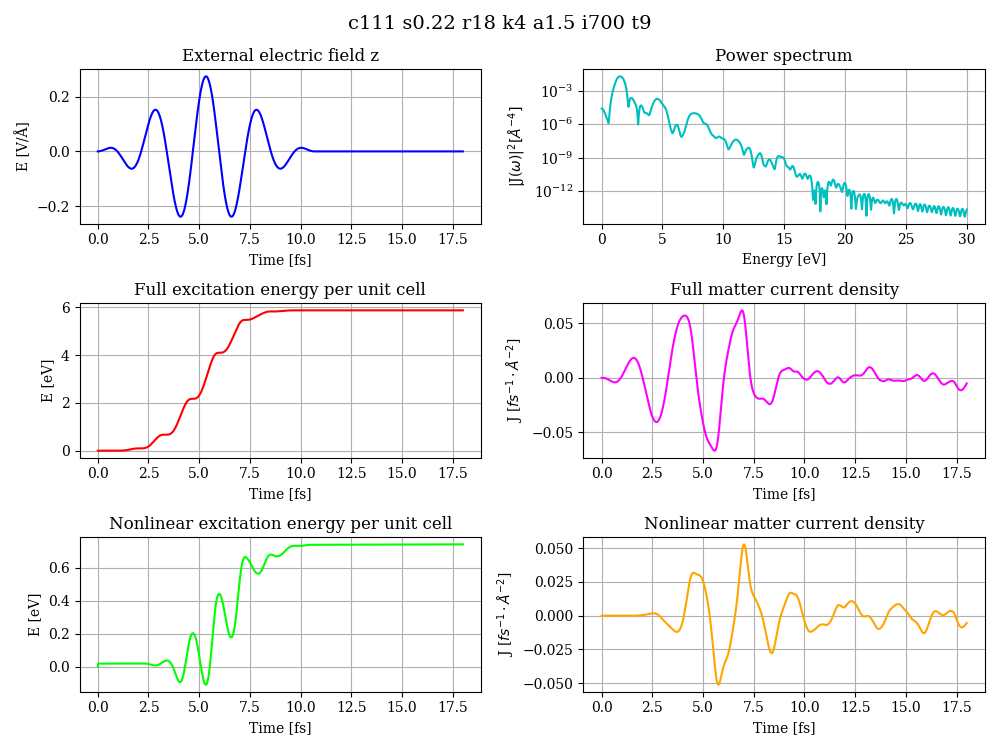 c111 s0.22 r18 k4 a1.5 i700 t9
External electric field z
E [V/Å]
0.2
0.0
−0.2
0.0 2.5 5.0 7.5 10.0 12.5 15.0 17.5
Time [fs]
Power spectrum
|J(ω)|² [Å⁻⁴]
10⁻³
10⁻⁶
10⁻⁹
10⁻¹²
0 5 10 15 20 25 30
Energy [eV]
Full excitation energy per unit cell
E [eV]
6
4
2
0
0.0 2.5 5.0 7.5 10.0 12.5 15.0 17.5
Time [fs]
Full matter current density
J [fs⁻¹ · Å⁻²]
0.05
0.00
−0.05
0.0 2.5 5.0 7.5 10.0 12.5 15.0 17.5
Time [fs]
Nonlinear excitation energy per unit cell
E [eV]
0.6
0.4
0.2
0.0
0.0 2.5 5.0 7.5 10.0 12.5 15.0 17.5
Time [fs]
Nonlinear matter current density
J [fs⁻¹ · Å⁻²]
0.050
0.025
0.000
−0.025
−0.050
0.0 2.5 5.0 7.5 10.0 12.5 15.0 17.5
Time [fs]